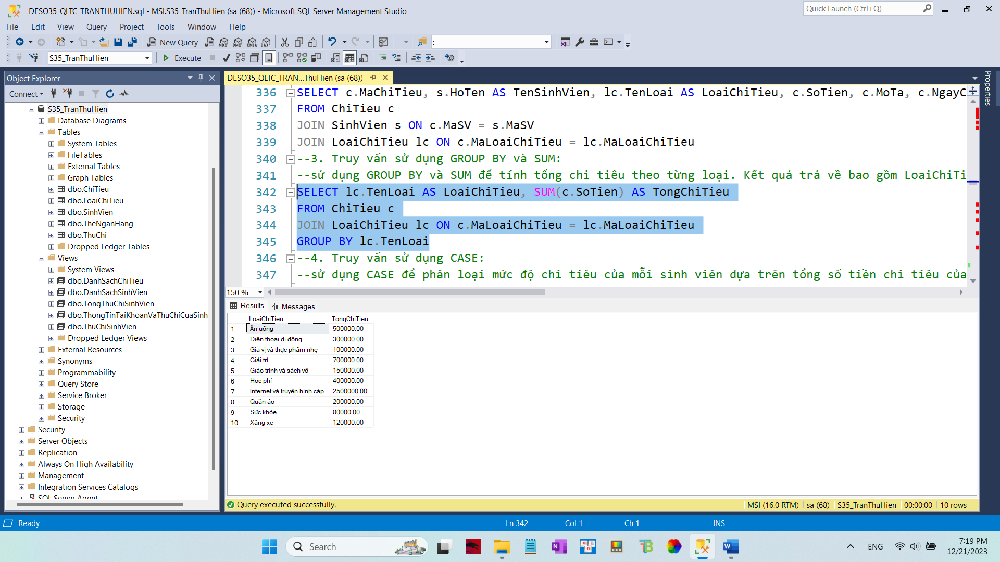 DESO35_QLTC_TRANTHUHIEN.sql - MSI.S35_TranThuHien (sa (68)) - Microsoft SQL Server Management Studio
Quick Launch (Ctrl+Q)
File Edit View Query Project Tools Window Help
New Query
MDX DMX XMLA DAX
:
S35_TranThuHien
Execute
Object Explorer
Connect
S35_TranThuHien
Database Diagrams
Tables
System Tables
FileTables
External Tables
Graph Tables
dbo.ChiTieu
dbo.LoaiChiTieu
dbo.SinhVien
dbo.TheNganHang
dbo.ThuChi
Dropped Ledger Tables
Views
System Views
dbo.DanhSachChiTieu
dbo.DanhSachSinhVien
dbo.TongThuChiSinhVien
dbo.ThongTinTaiKhoanVaThuChiCuaSinh
dbo.ThuChiSinhVien
Dropped Ledger Views
External Resources
Synonyms
Programmability
Query Store
Service Broker
Storage
Security
Security
Server Objects
Replication
Always On High Availability
Management
Integration Services Catalogs
SQL Server Agent
DESO35_QLTC_TRAN...ThuHien (sa (68))
Properties
336 SELECT c.MaChiTieu, s.HoTen AS TenSinhVien, lc.TenLoai AS LoaiChiTieu, c.SoTien, c.MoTa, c.NgayC
337 FROM ChiTieu c
338 JOIN SinhVien s ON c.MaSV = s.MaSV
339 JOIN LoaiChiTieu lc ON c.MaLoaiChiTieu = lc.MaLoaiChiTieu
340 --3. Truy vấn sử dụng GROUP BY và SUM:
341 --sử dụng GROUP BY và SUM để tính tổng chi tiêu theo từng loại. Kết quả trả về bao gồm LoaiChiTi
342 SELECT lc.TenLoai AS LoaiChiTieu, SUM(c.SoTien) AS TongChiTieu
343 FROM ChiTieu c
344 JOIN LoaiChiTieu lc ON c.MaLoaiChiTieu = lc.MaLoaiChiTieu
345 GROUP BY lc.TenLoai
346 --4. Truy vấn sử dụng CASE:
347 --sử dụng CASE để phân loại mức độ chi tiêu của mỗi sinh viên dựa trên tổng số tiền chi tiêu của
150 %
Results Messages
LoaiChiTieu TongChiTieu
1 Ăn uống 500000.00
2 Điện thoại di động 300000.00
3 Gia vị và thực phẩm nhẹ 100000.00
4 Giải trí 700000.00
5 Giáo trình và sách vở 150000.00
6 Học phí 400000.00
7 Internet và truyền hình cáp 2500000.00
8 Quần áo 200000.00
9 Sức khỏe 80000.00
10 Xăng xe 120000.00
Query executed successfully.
MSI (16.0 RTM) sa (68) S35_TranThuHien 00:00:00 10 rows
Ready
Ln 342 Col 1 Ch 1 INS
Search
ENG
7:19 PM
12/21/2023